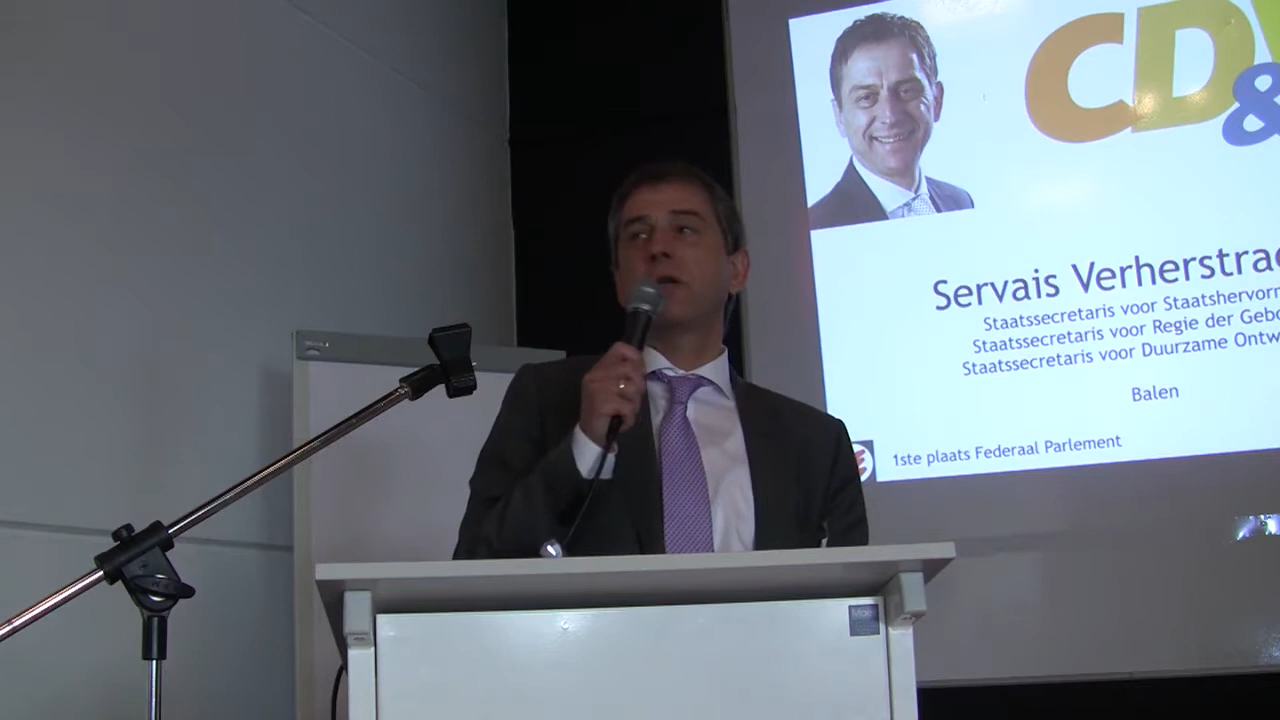 CD&
Servais Verherstrae
Staatssecretaris voor Staatshervorm
Staatssecretaris voor Regie der Gebo
Staatssecretaris voor Duurzame Ontw
Balen
1ste plaats Federaal Parlement